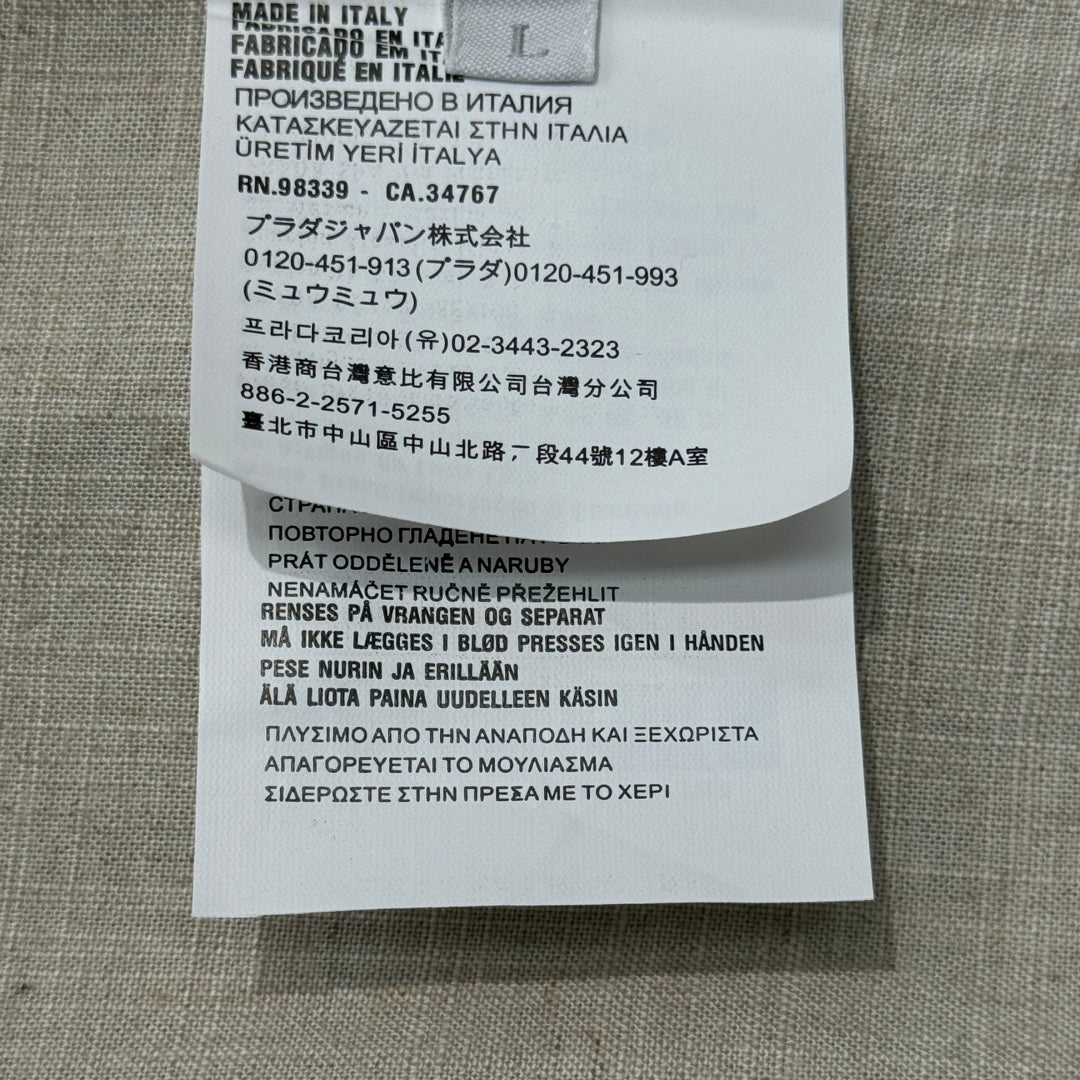 MADE IN ITALY
L
FABRICADO EN ITA
FABRICADO EM IT
FABRIQUÉ EN ITALIE
ПРОИЗВЕДЕНО В ИТАЛИЯ
ΚΑΤΑΣΚΕΥΑΖΕΤΑΙ ΣΤΗΝ ΙΤΑΛΙΑ
ÜRETİM YERİ İTALYA
RN.98339 - CA.34767
プラダジャパン株式会社
0120-451-913(プラダ)0120-451-993
(ミュウミュウ)
프라다코리아(유)02-3443-2323
香港商台灣意比有限公司台灣分公司
886-2-2571-5255
臺北市中山區中山北路二段44號12樓A室
ПОВТОРНО ГЛАДЕНЕ
PRÁT ODDĚLENĚ A NARUBY
NENAMÁČET RUČNĚ PŘEŽEHLIT
RENSES PÅ VRANGEN OG SEPARAT
MÅ IKKE LÆGGES I BLØD PRESSES IGEN I HÅNDEN
PESE NURIN JA ERILLÄÄN
ÄLÄ LIOTA PAINA UUDELLEEN KÄSIN
ΠΛΥΣΙΜΟ ΑΠΟ ΤΗΝ ΑΝΑΠΟΔΗ ΚΑΙ ΞΕΧΩΡΙΣΤΑ
ΑΠΑΓΟΡΕΥΕΤΑΙ ΤΟ ΜΟΥΛΙΑΣΜΑ
ΣΙΔΕΡΩΣΤΕ ΣΤΗΝ ΠΡΕΣΑ ΜΕ ΤΟ ΧΕΡΙ